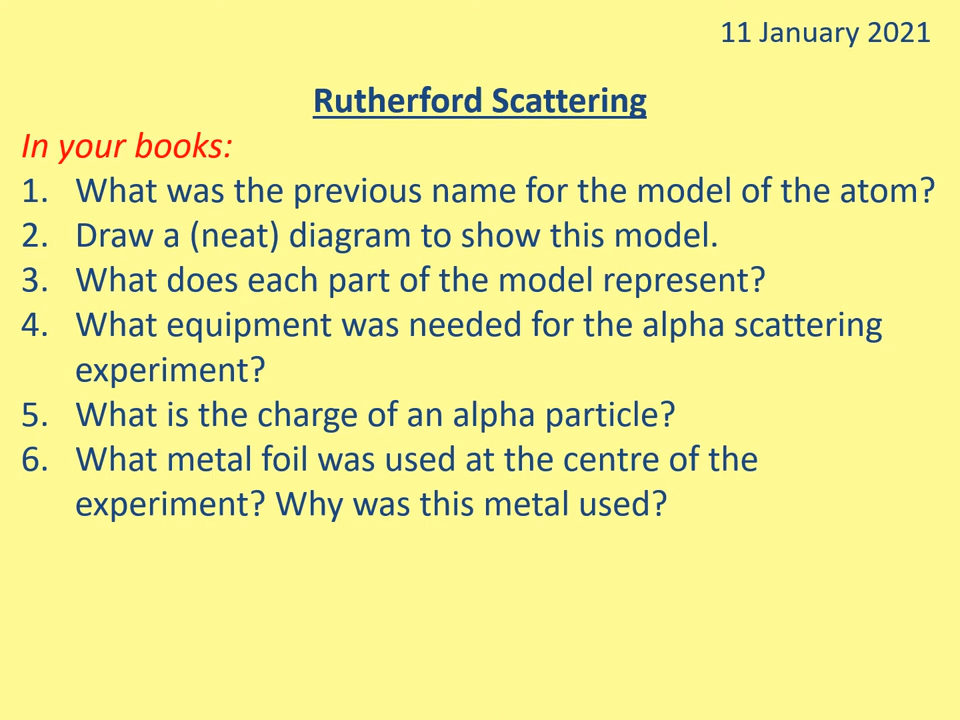 11 January 2021
Rutherford Scattering
In your books:
1. What was the previous name for the model of the atom?
2. Draw a (neat) diagram to show this model.
3. What does each part of the model represent?
4. What equipment was needed for the alpha scattering
experiment?
5. What is the charge of an alpha particle?
6. What metal foil was used at the centre of the
experiment? Why was this metal used?